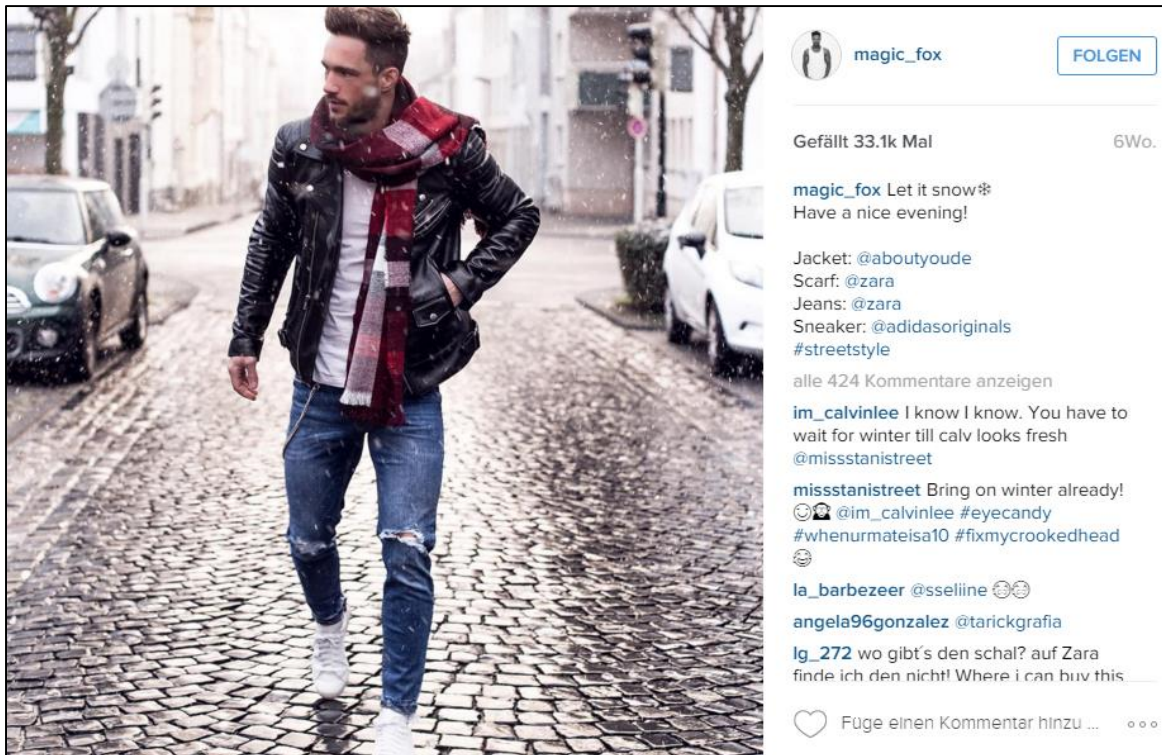 magic_fox
FOLGEN
Gefällt 33.1k Mal
6Wo.
magic_fox Let it snow❄
Have a nice evening!
Jacket: @aboutyoude
Scarf: @zara
Jeans: @zara
Sneaker: @adidasoriginals
#streetstyle
alle 424 Kommentare anzeigen
im_calvinlee I know I know. You have to
wait for winter till calv looks fresh
@missstanistreet
missstanistreet Bring on winter already!
@im_calvinlee #eyecandy
#whenurmateisa10 #fixmycrookedhead
la_barbezeer @sseliine
angela96gonzalez @tarickgrafia
lg_272 wo gibt´s den schal? auf Zara
finde ich den nicht! Where i can buy this
Füge einen Kommentar hinzu ...